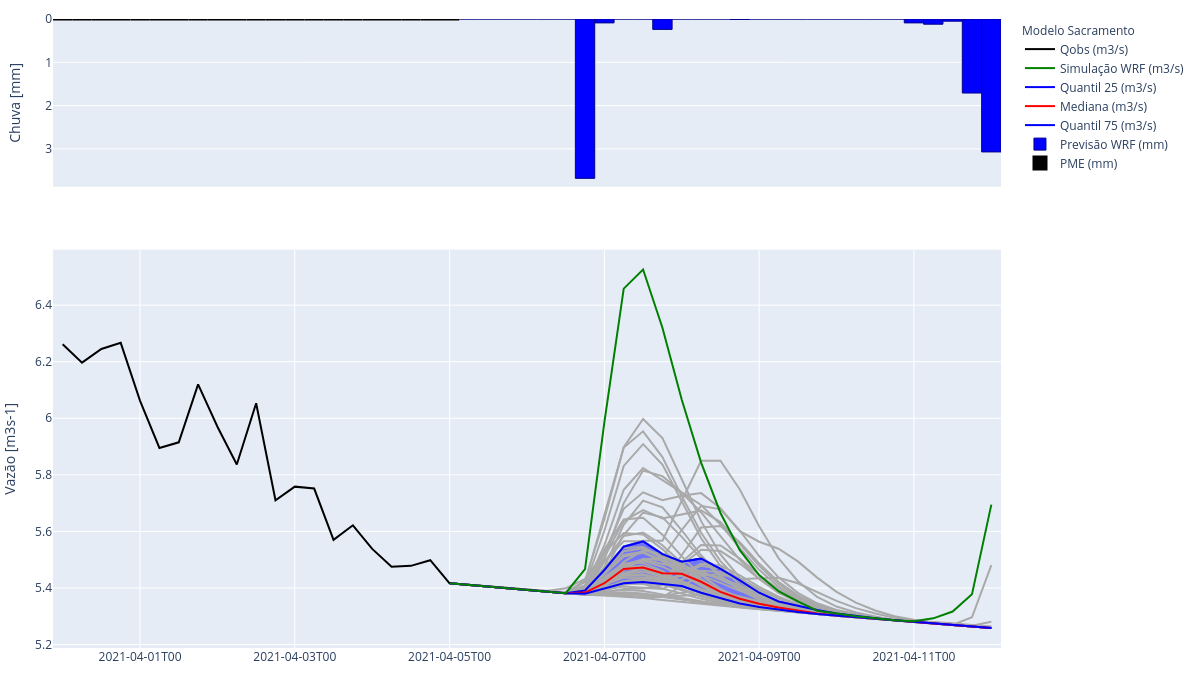 0
1
2
3
Chuva [mm]
Modelo Sacramento
Qobs (m3/s)
Simulação WRF (m3/s)
Quantil 25 (m3/s)
Mediana (m3/s)
Quantil 75 (m3/s)
Previsão WRF (mm)
PME (mm)
6.4
6.2
6
5.8
5.6
5.4
5.2
Vazão [m3s-1]
2021-04-01T00
2021-04-03T00
2021-04-05T00
2021-04-07T00
2021-04-09T00
2021-04-11T00